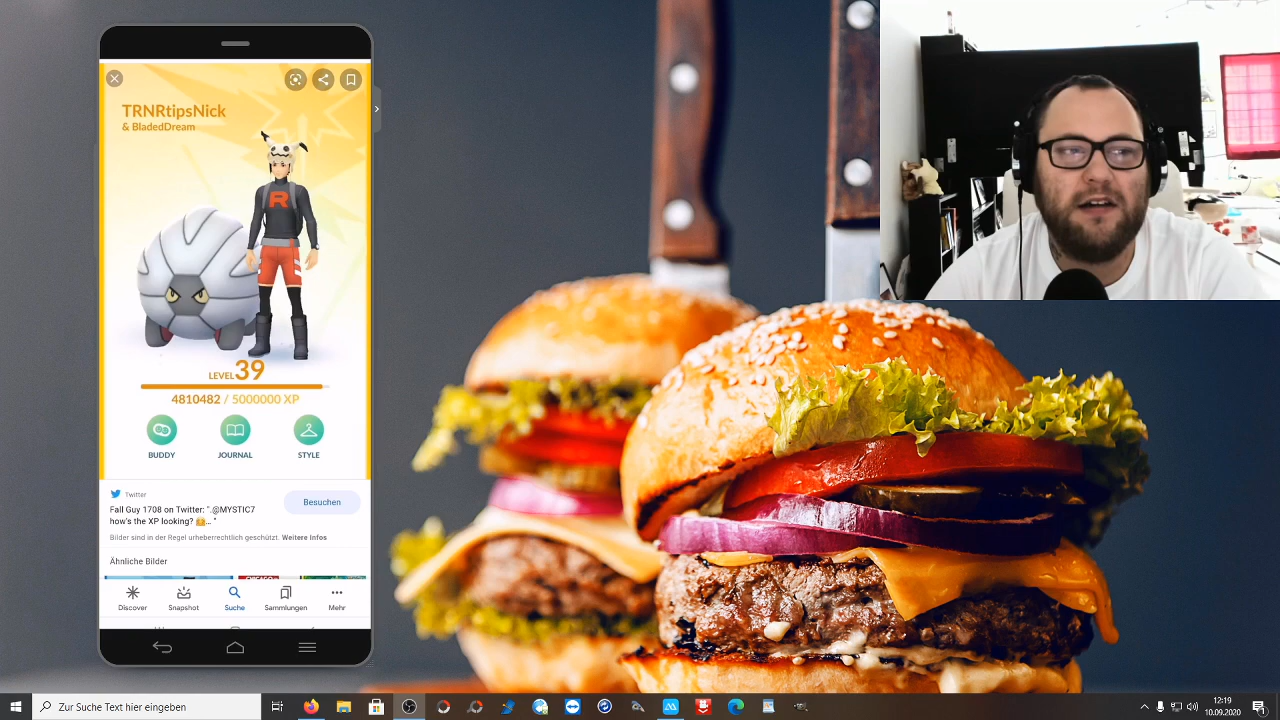 TRNRtipsNick
& BladedDream
R
LEVEL 39
4810482 / 5000000 XP
BUDDY JOURNAL STYLE
Twitter
Fall Guy 1708 on Twitter: ".@MYSTIC7
how's the XP looking? 👑... "
Besuchen
Bilder sind in der Regel urheberrechtlich geschützt. Weitere Infos
Ähnliche Bilder
Discover Snapshot Suche Sammlungen Mehr
Zur Suche Text hier eingeben
12:19
10.09.2020